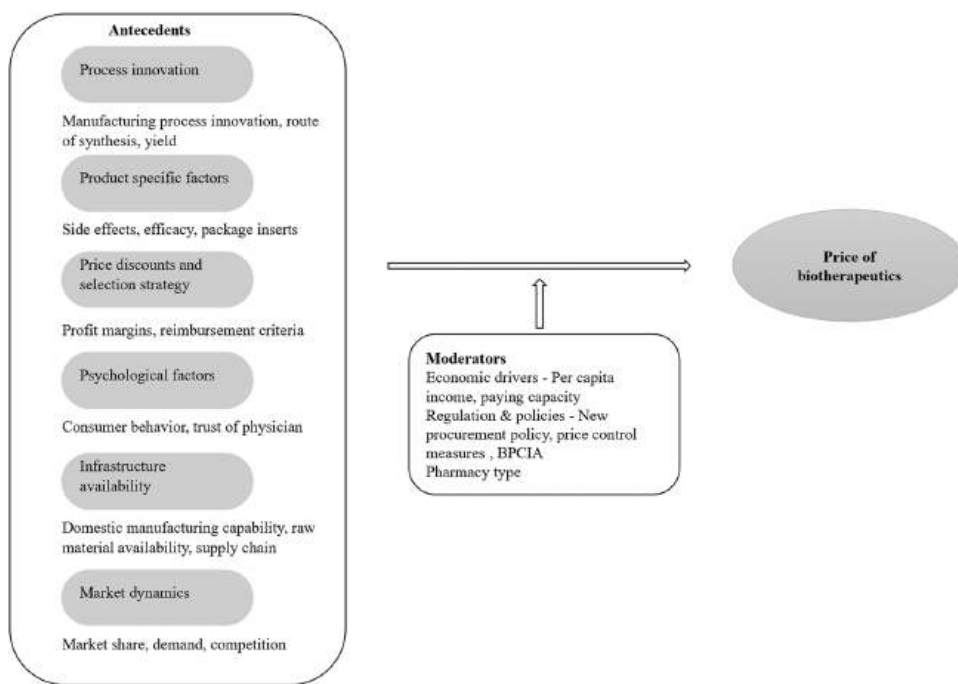 Antecedents
Process innovation
Manufacturing process innovation, route
of synthesis, yield
Product specific factors
Side effects, efficacy, package inserts
Price discounts and
selection strategy
Profit margins, reimbursement criteria
Psychological factors
Consumer behavior, trust of physician
Infrastructure
availability
Domestic manufacturing capability, raw
material availability, supply chain
Market dynamics
Market share, demand, competition
Moderators
Economic drivers - Per capita
income, paying capacity
Regulation & policies - New
procurement policy, price control
measures , BPCIA
Pharmacy type
Price of
biotherapeutics